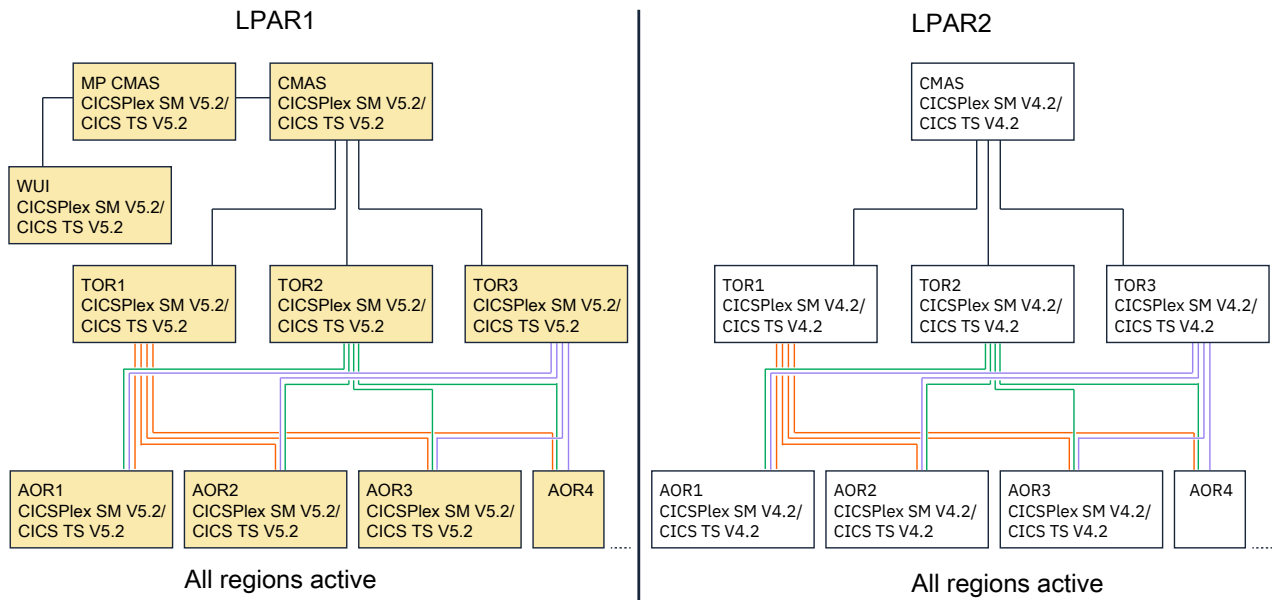 LPAR1
MP CMAS
CICSPlex SM V5.2/
CICS TS V5.2
CMAS
CICSPlex SM V5.2/
CICS TS V5.2
WUI
CICSPlex SM V5.2/
CICS TS V5.2
TOR1
CICSPlex SM V5.2/
CICS TS V5.2
TOR2
CICSPlex SM V5.2/
CICS TS V5.2
TOR3
CICSPlex SM V5.2/
CICS TS V5.2
AOR1
CICSPlex SM V5.2/
CICS TS V5.2
AOR2
CICSPlex SM V5.2/
CICS TS V5.2
AOR3
CICSPlex SM V5.2/
CICS TS V5.2
AOR4
All regions active
LPAR2
CMAS
CICSPlex SM V4.2/
CICS TS V4.2
TOR1
CICSPlex SM V4.2/
CICS TS V4.2
TOR2
CICSPlex SM V4.2/
CICS TS V4.2
TOR3
CICSPlex SM V4.2/
CICS TS V4.2
AOR1
CICSPlex SM V4.2/
CICS TS V4.2
AOR2
CICSPlex SM V4.2/
CICS TS V4.2
AOR3
CICSPlex SM V4.2/
CICS TS V4.2
AOR4
All regions active